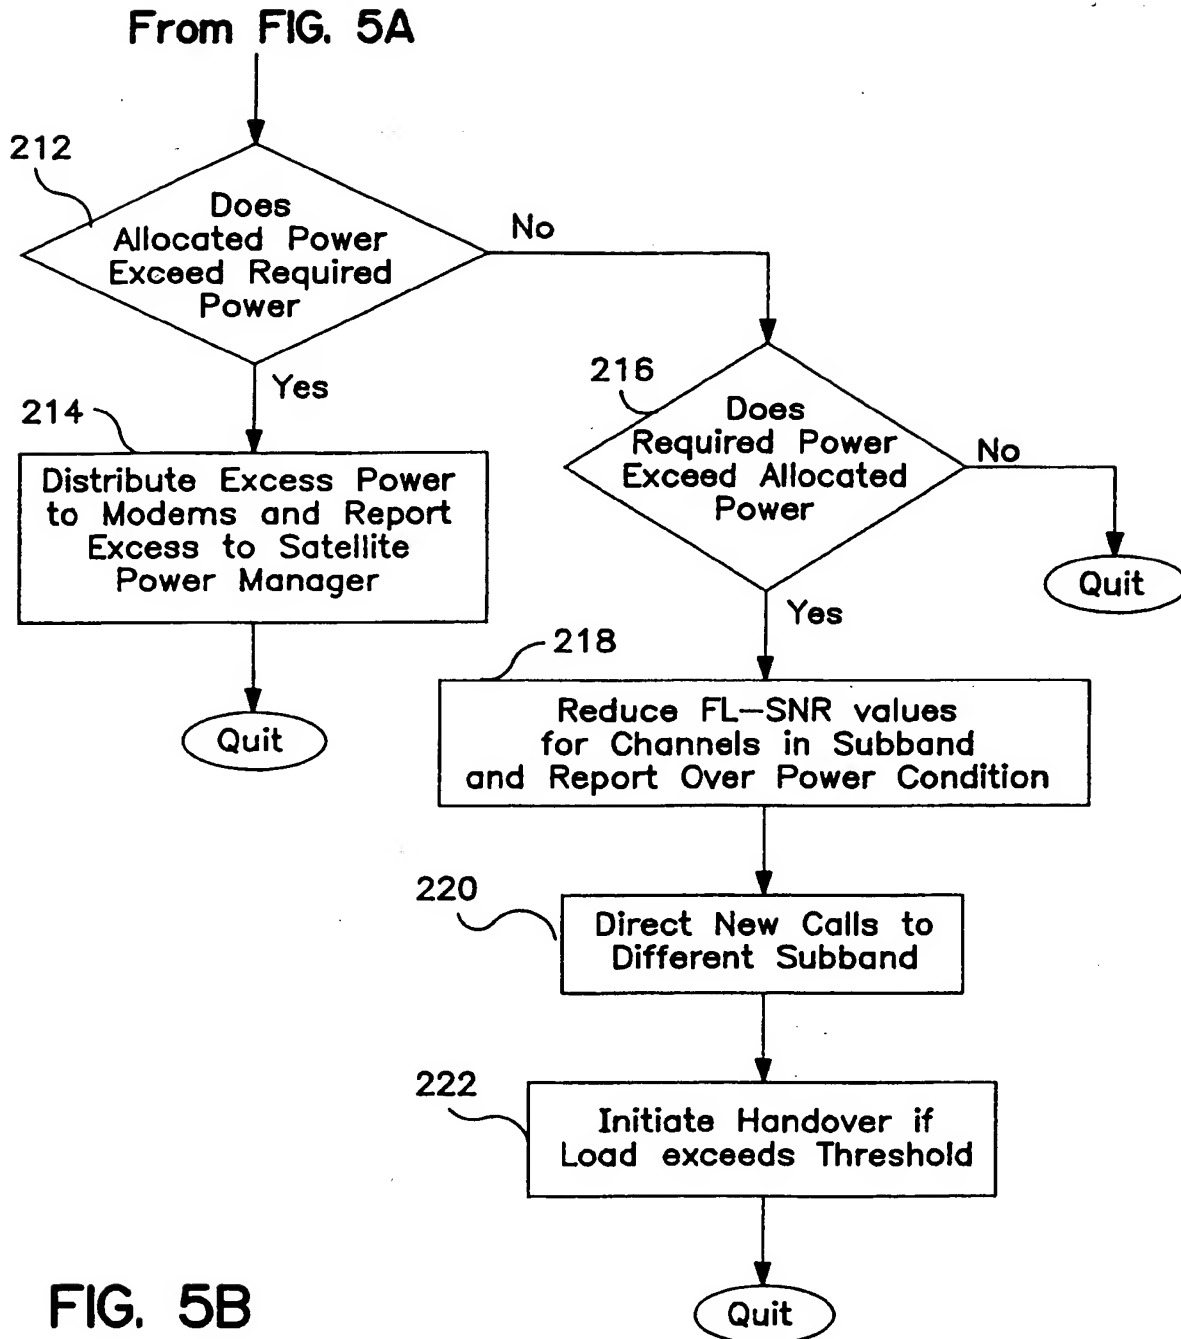 From FIG. 5A
212
Does
Allocated Power
Exceed Required
Power
No
Yes
216
Does
Required Power
Exceed Allocated
Power
No
Quit
Yes
214
Distribute Excess Power
to Modems and Report
Excess to Satellite
Power Manager
Quit
218
Reduce FL-SNR values
for Channels in Subband
and Report Over Power Condition
220
Direct New Calls to
Different Subband
222
Initiate Handover if
Load exceeds Threshold
Quit
FIG. 5B